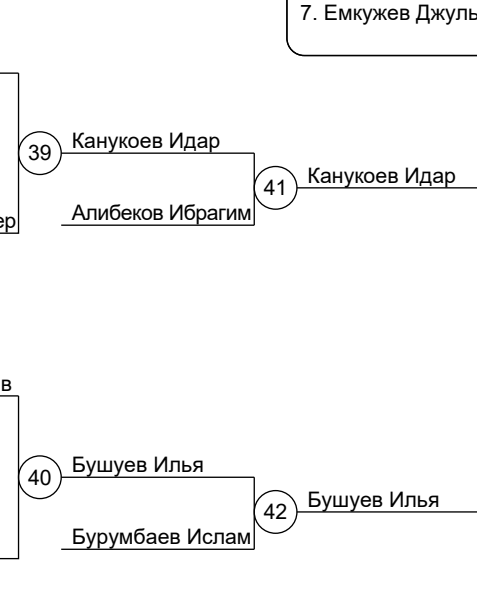 7. Емкужев Джуль
Канукоев Идар
39
Канукоев Идар
41
Алибеков Ибрагим
ер
в
Бушуев Илья
40
Бушуев Илья
42
Бурумбаев Ислам